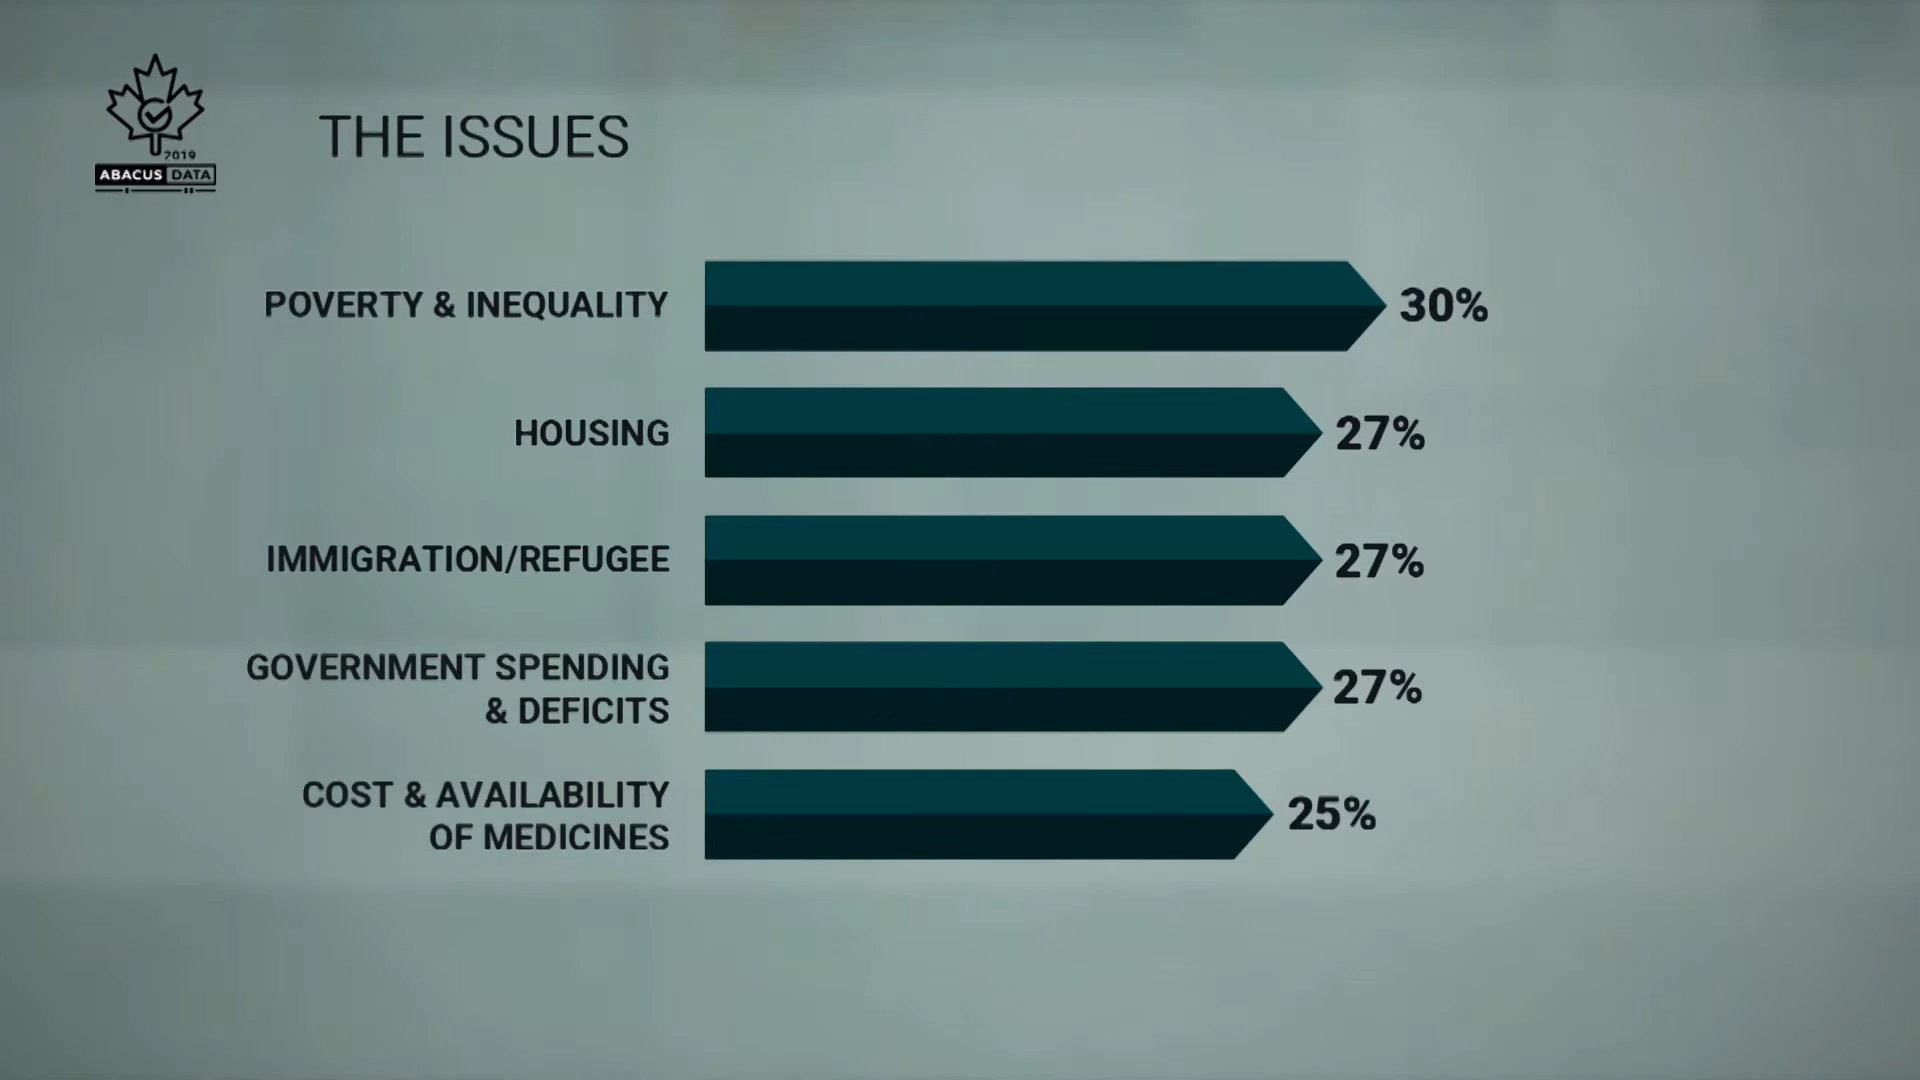 2019
ABACUS DATA
THE ISSUES
POVERTY & INEQUALITY 30%
HOUSING 27%
IMMIGRATION/REFUGEE 27%
GOVERNMENT SPENDING
& DEFICITS 27%
COST & AVAILABILITY
OF MEDICINES 25%